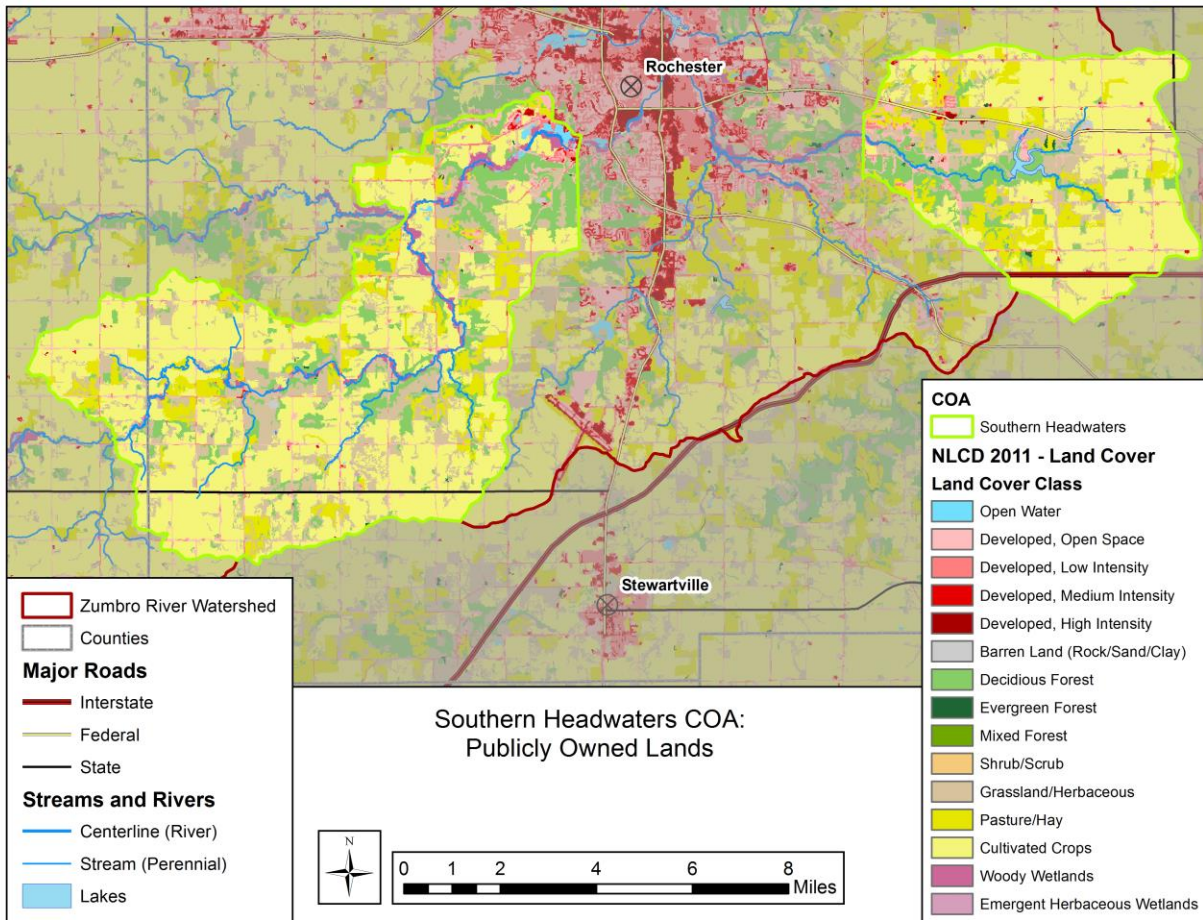 Rochester
Stewartville
Zumbro River Watershed
Counties
Major Roads
Interstate
Federal
State
Streams and Rivers
Centerline (River)
Stream (Perennial)
Lakes
Southern Headwaters COA:
Publicly Owned Lands
N
0 1 2 4 6 8
Miles
COA
Southern Headwaters
NLCD 2011 - Land Cover
Land Cover Class
Open Water
Developed, Open Space
Developed, Low Intensity
Developed, Medium Intensity
Developed, High Intensity
Barren Land (Rock/Sand/Clay)
Decidious Forest
Evergreen Forest
Mixed Forest
Shrub/Scrub
Grassland/Herbaceous
Pasture/Hay
Cultivated Crops
Woody Wetlands
Emergent Herbaceous Wetlands